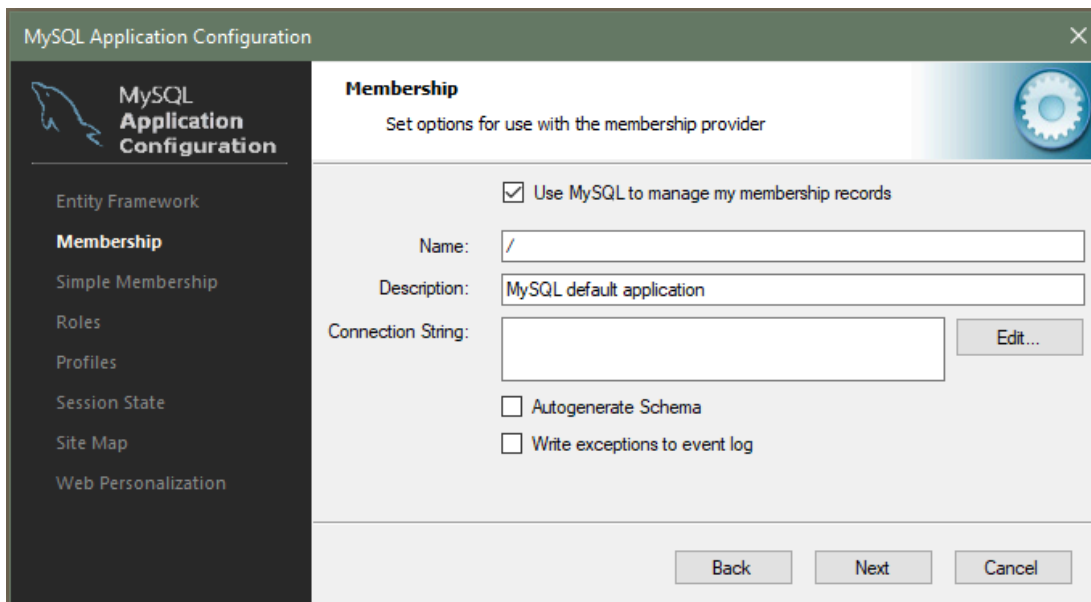 MySQL Application Configuration
MySQL
Application
Configuration
Entity Framework
Membership
Simple Membership
Roles
Profiles
Session State
Site Map
Web Personalization
Membership
Set options for use with the membership provider
Use MySQL to manage my membership records
Name: /
Description: MySQL default application
Connection String:
Edit...
Autogenerate Schema
Write exceptions to event log
Back Next Cancel